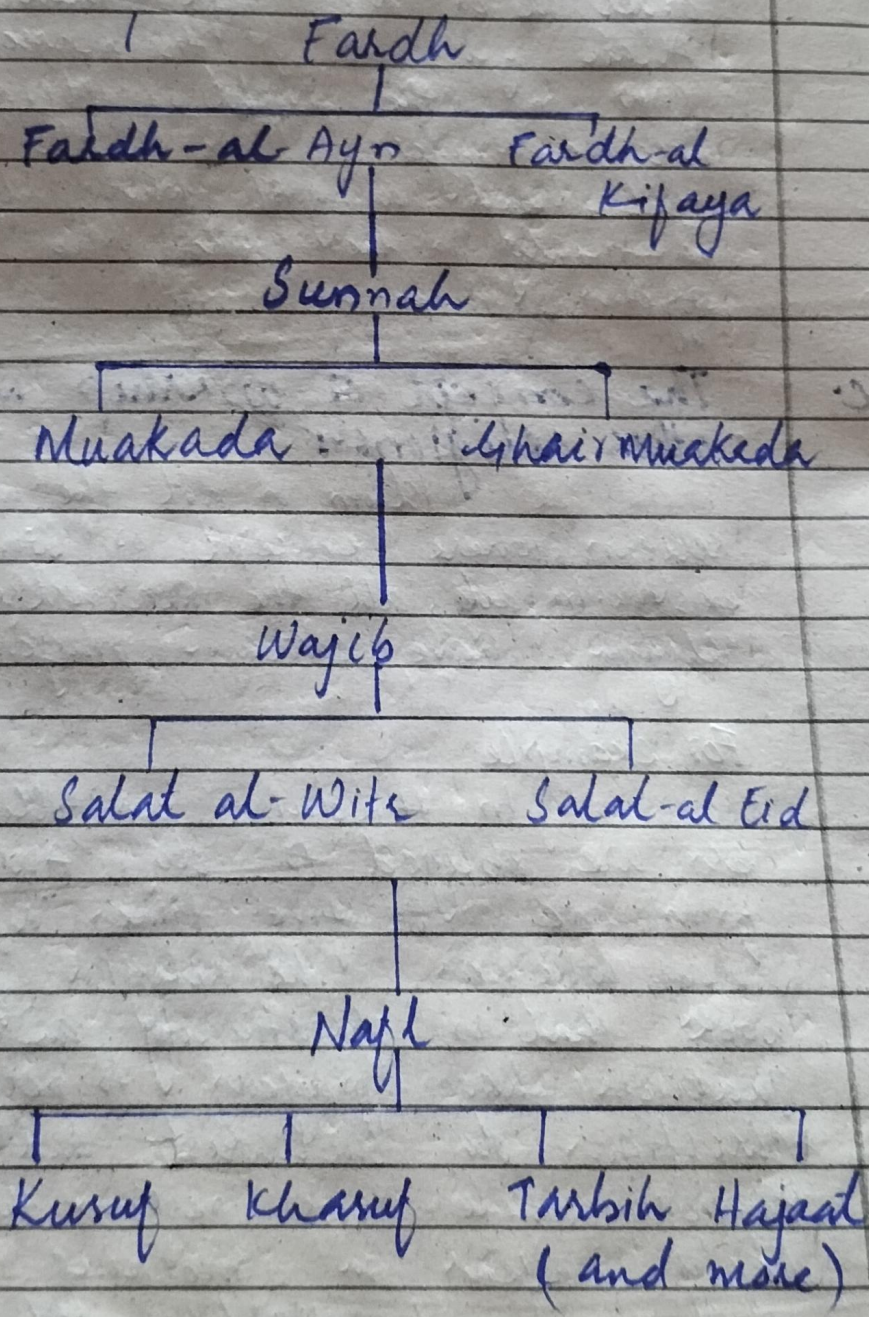 Fardh
Fardh-al-Ayn Fardh-al
Kifaya
Sunnah
Muakada Ghair Muakada
Wajib
Salat al-Witr Salat-al Eid
Nafl
Kusuf Khasuf Tasbih Hajaat
(and more)